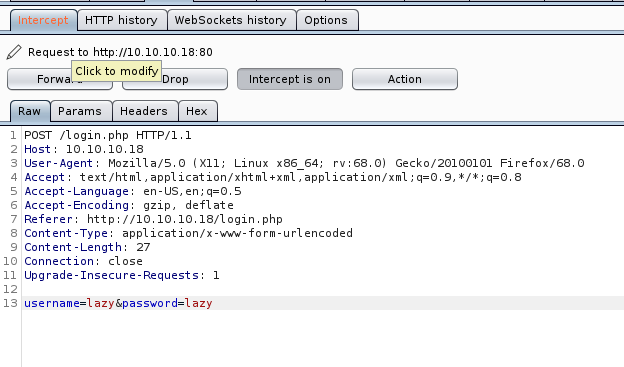 Intercept HTTP history WebSockets history Options
Request to http://10.10.10.18:80
Forward Drop Intercept is on Action
Click to modify
Raw Params Headers Hex
1 POST /login.php HTTP/1.1
2 Host: 10.10.10.18
3 User-Agent: Mozilla/5.0 (X11; Linux x86_64; rv:68.0) Gecko/20100101 Firefox/68.0
4 Accept: text/html,application/xhtml+xml,application/xml;q=0.9,*/*;q=0.8
5 Accept-Language: en-US,en;q=0.5
6 Accept-Encoding: gzip, deflate
7 Referer: http://10.10.10.18/login.php
8 Content-Type: application/x-www-form-urlencoded
9 Content-Length: 27
10 Connection: close
11 Upgrade-Insecure-Requests: 1
12
13 username=lazy&password=lazy